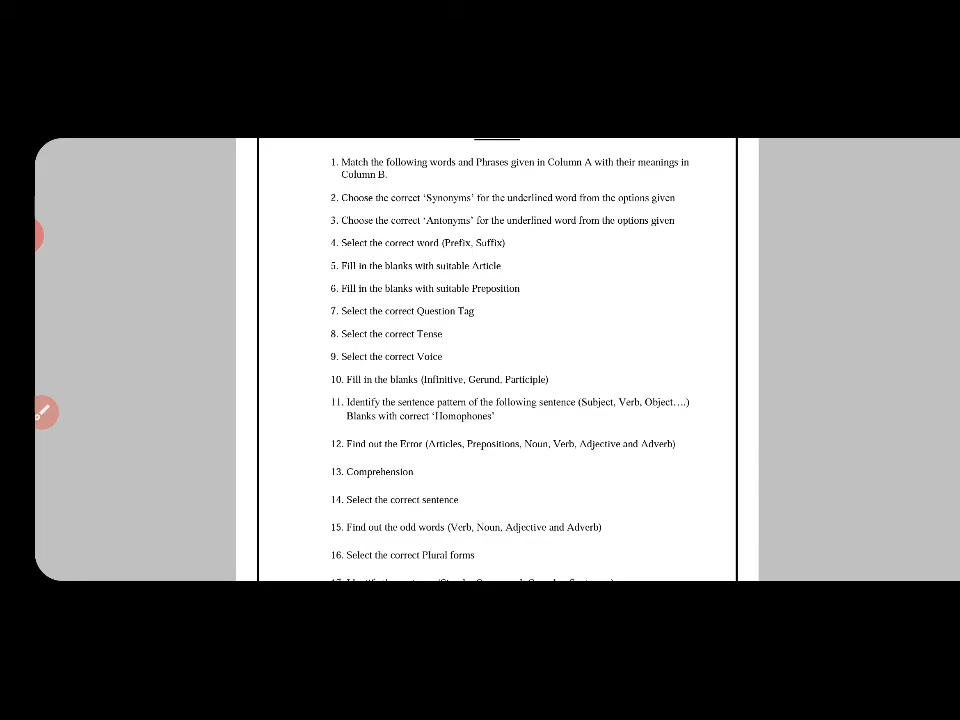 1. Match the following words and Phrases given in Column A with their meanings in
Column B.
2. Choose the correct ‘Synonyms’ for the underlined word from the options given
3. Choose the correct ‘Antonyms’ for the underlined word from the options given
4. Select the correct word (Prefix, Suffix)
5. Fill in the blanks with suitable Article
6. Fill in the blanks with suitable Preposition
7. Select the correct Question Tag
8. Select the correct Tense
9. Select the correct Voice
10. Fill in the blanks (Infinitive, Gerund, Participle)
11. Identify the sentence pattern of the following sentence (Subject, Verb, Object….)
Blanks with correct ‘Homophones’
12. Find out the Error (Articles, Prepositions, Noun, Verb, Adjective and Adverb)
13. Comprehension
14. Select the correct sentence
15. Find out the odd words (Verb, Noun, Adjective and Adverb)
16. Select the correct Plural forms